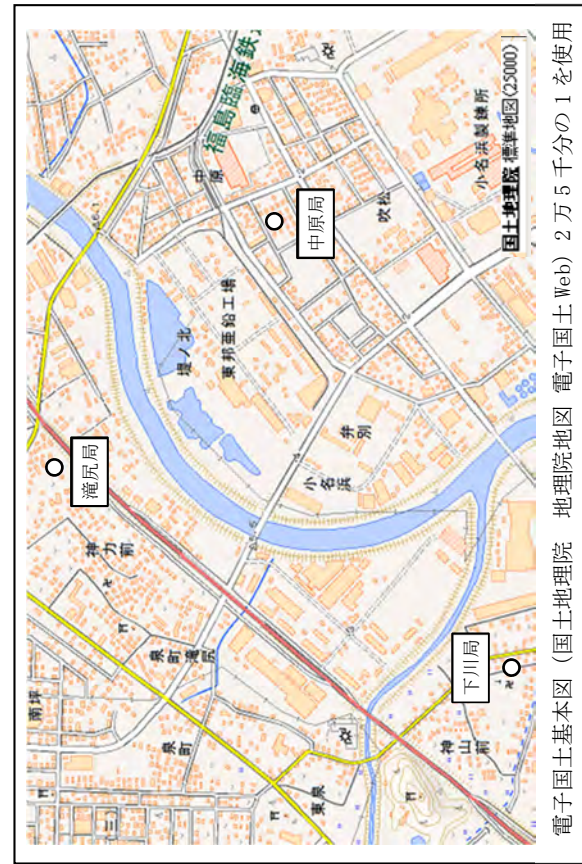 福島臨海鉄
中原
中原局
吹松
小名浜製錬所
国土地理院 標準地図(25000)
堤ノ北
東邦亜鉛工場
井別
小名浜
滝尻局
神力前
泉町滝尻
南坪
泉町
東泉
下川局
神山前
電子国土基本図(国土地理院 地理院地図 電子国土Web)2万5千分の1を使用